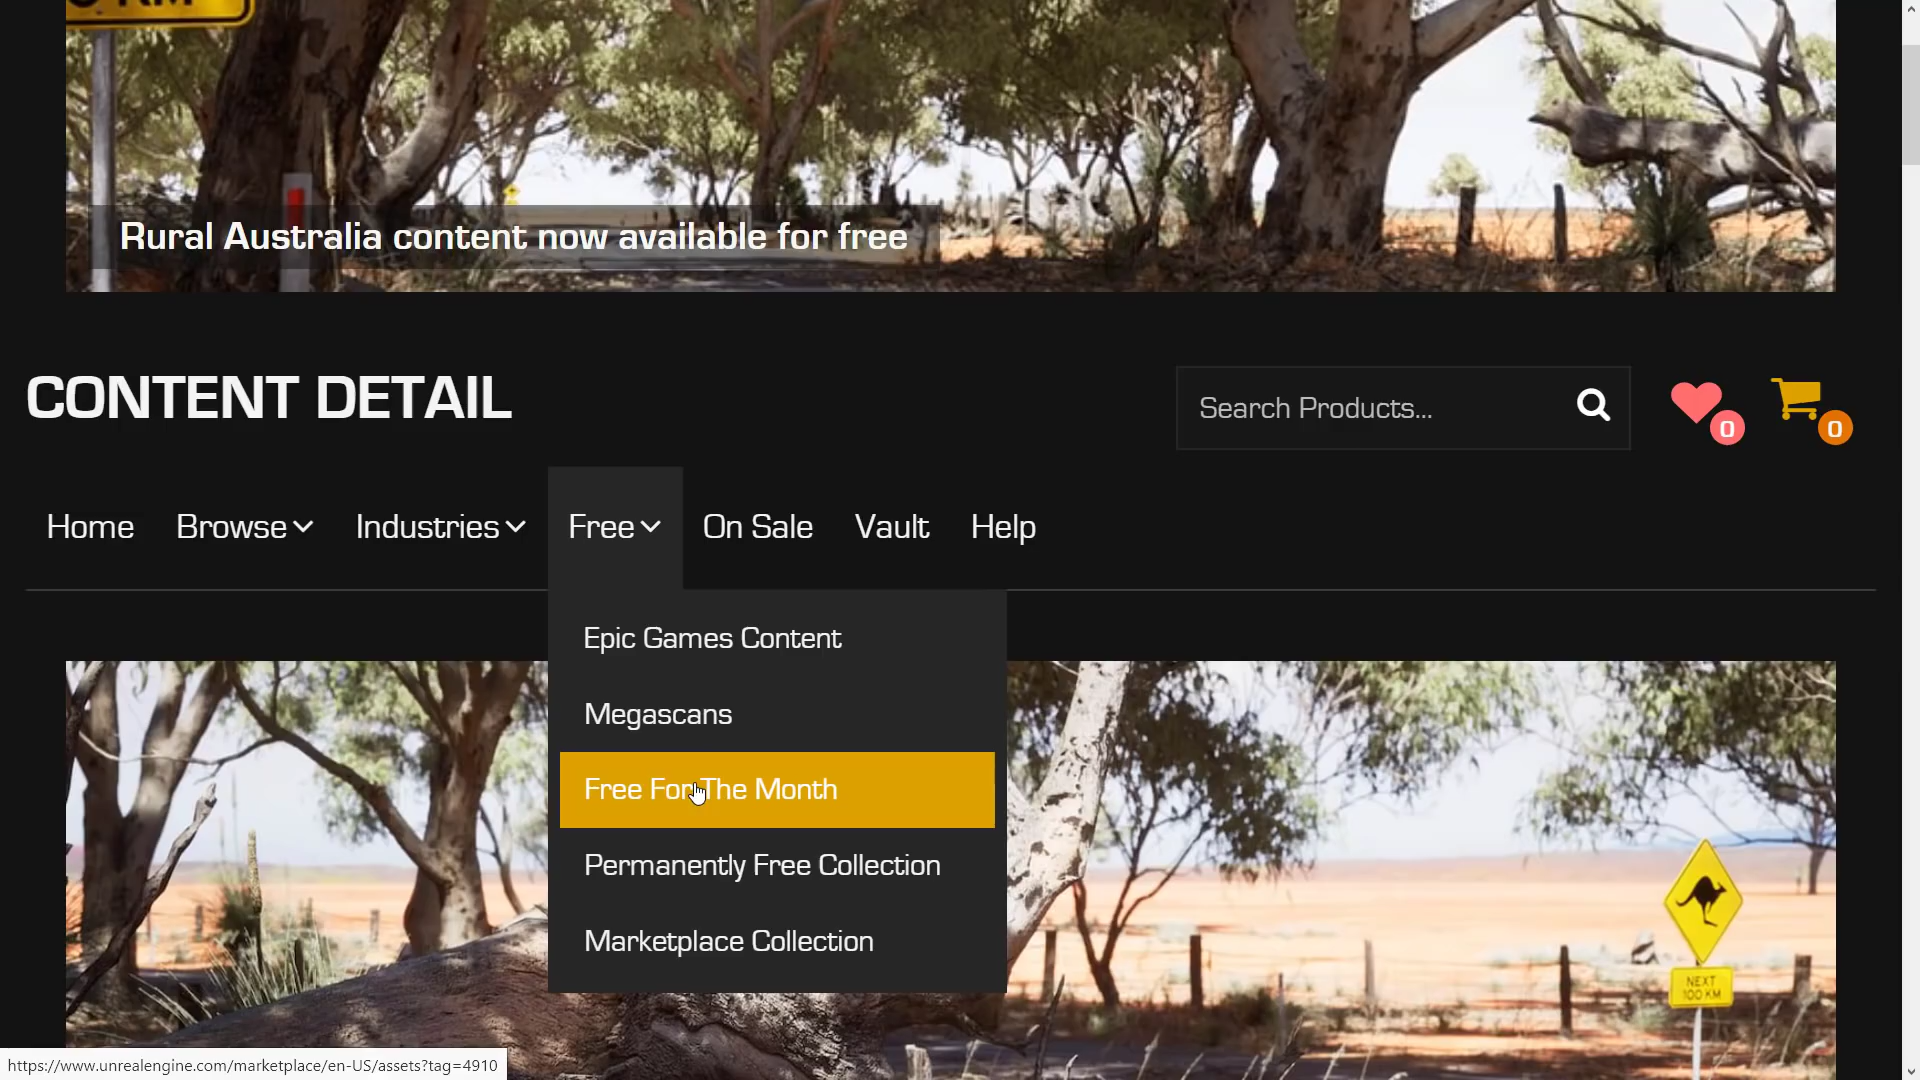 Rural Australia content now available for free
CONTENT DETAIL
Search Products...
0
0
Home
Browse
Industries
Free
On Sale
Vault
Help
Epic Games Content
Megascans
Free For The Month
Permanently Free Collection
Marketplace Collection
NEXT
100 KM
https://www.unrealengine.com/marketplace/en-US/assets?tag=4910